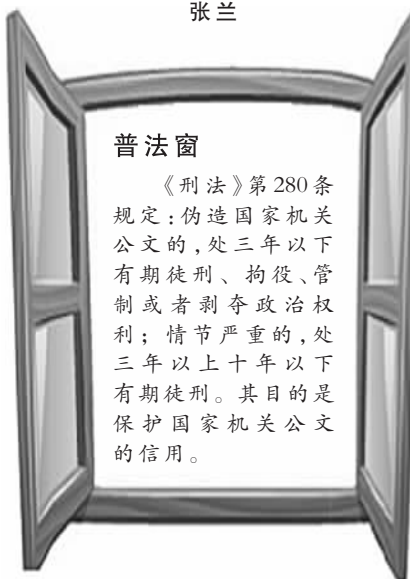 张兰
普法窗
《刑法》第280条
规定：伪造国家机关
公文的，处三年以下
有期徒刑、拘役、管
制或者剥夺政治权
利；情节严重的，处
三年以上十年以下
有期徒刑。其目的是
保护国家机关公文
的信用。